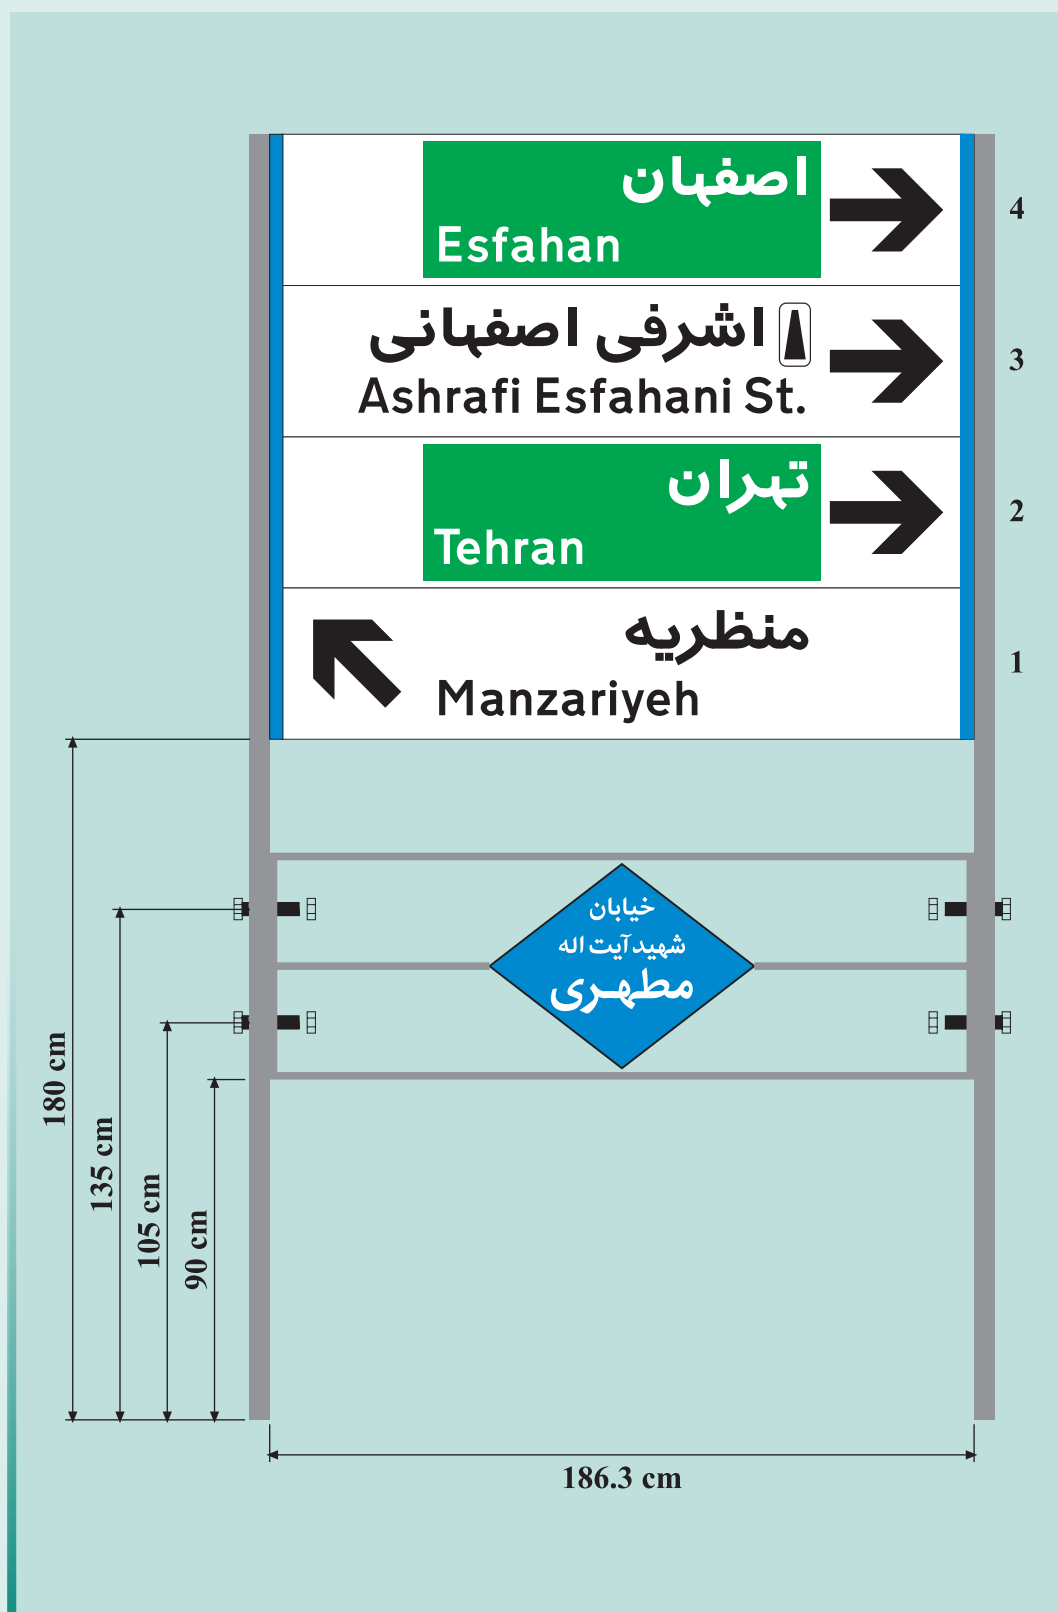 اصفهان
Esfahan
4
اشرفی اصفهانی
Ashrafi Esfahani St.
3
تهران
Tehran
2
منظریه
Manzariyeh
1
خیابان
شهید آیت اله
مطهری
180 cm
135 cm
105 cm
90 cm
186.3 cm